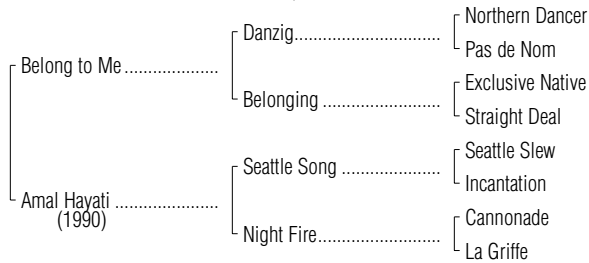 Northern Dancer
Danzig
Pas de Nom
Belong to Me
Exclusive Native
Belonging
Straight Deal
Seattle Slew
Seattle Song
Incantation
Amal Hayati
(1990)
Cannonade
Night Fire
La Griffe